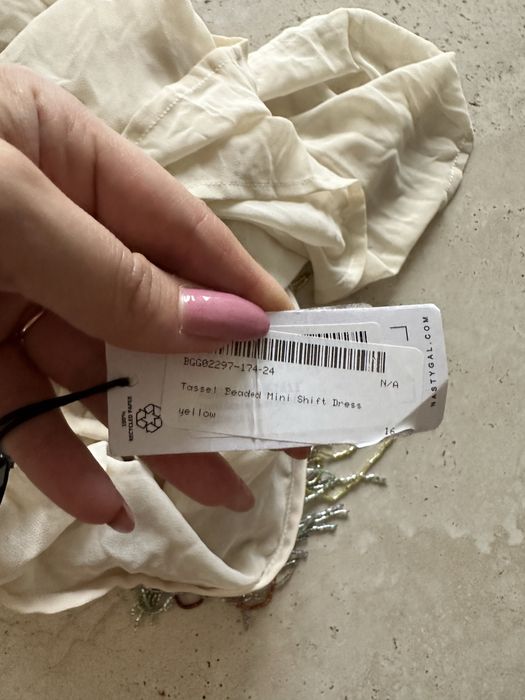 NASTYGAL.COM
BGG02297-174-24
N/A
Tassel Beaded Mini Shift Dress
yellow
16
100%
RECYCLED PAPER